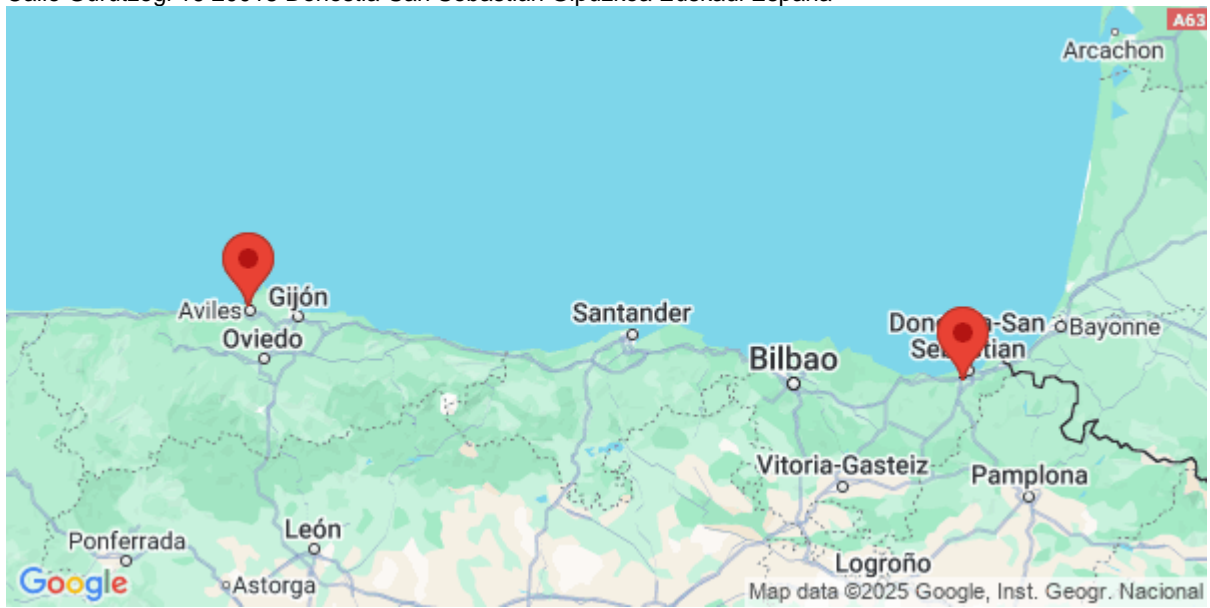 A63
Arcachon
Gijón
Aviles
Santander
Oviedo
Bayonne
Bilbao
Vitoria-Gasteiz
Pamplona
León
Ponferrada
Logroño
Astorga
Google
Map data ©2025 Google, Inst. Geogr. Nacional